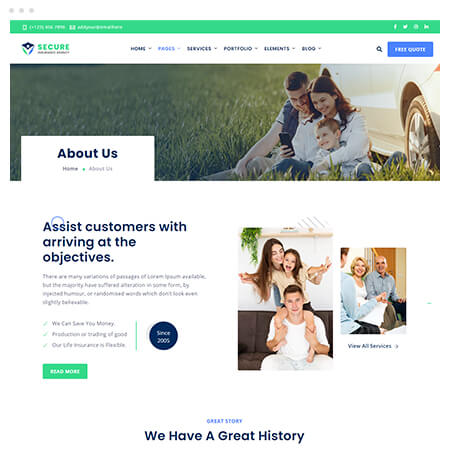 (+123) 456 7890 addyour@emailhere
SECURE
INSURANCE AGENCY
HOME PAGES SERVICES PORTFOLIO ELEMENTS BLOG
FREE QUOTE
About Us
Home About Us
Assist customers with
arriving at the
objectives.
There are many variations of passages of Lorem Ipsum available,
but the majority have suffered alteration in some form, by
injected humour, or randomised words which don't look even
slightly believable.
We Can Save You Money.
Production or trading of good
Our Life Insurance is Flexible
Since
2005
READ MORE
View All Services
GREAT STORY
We Have A Great History